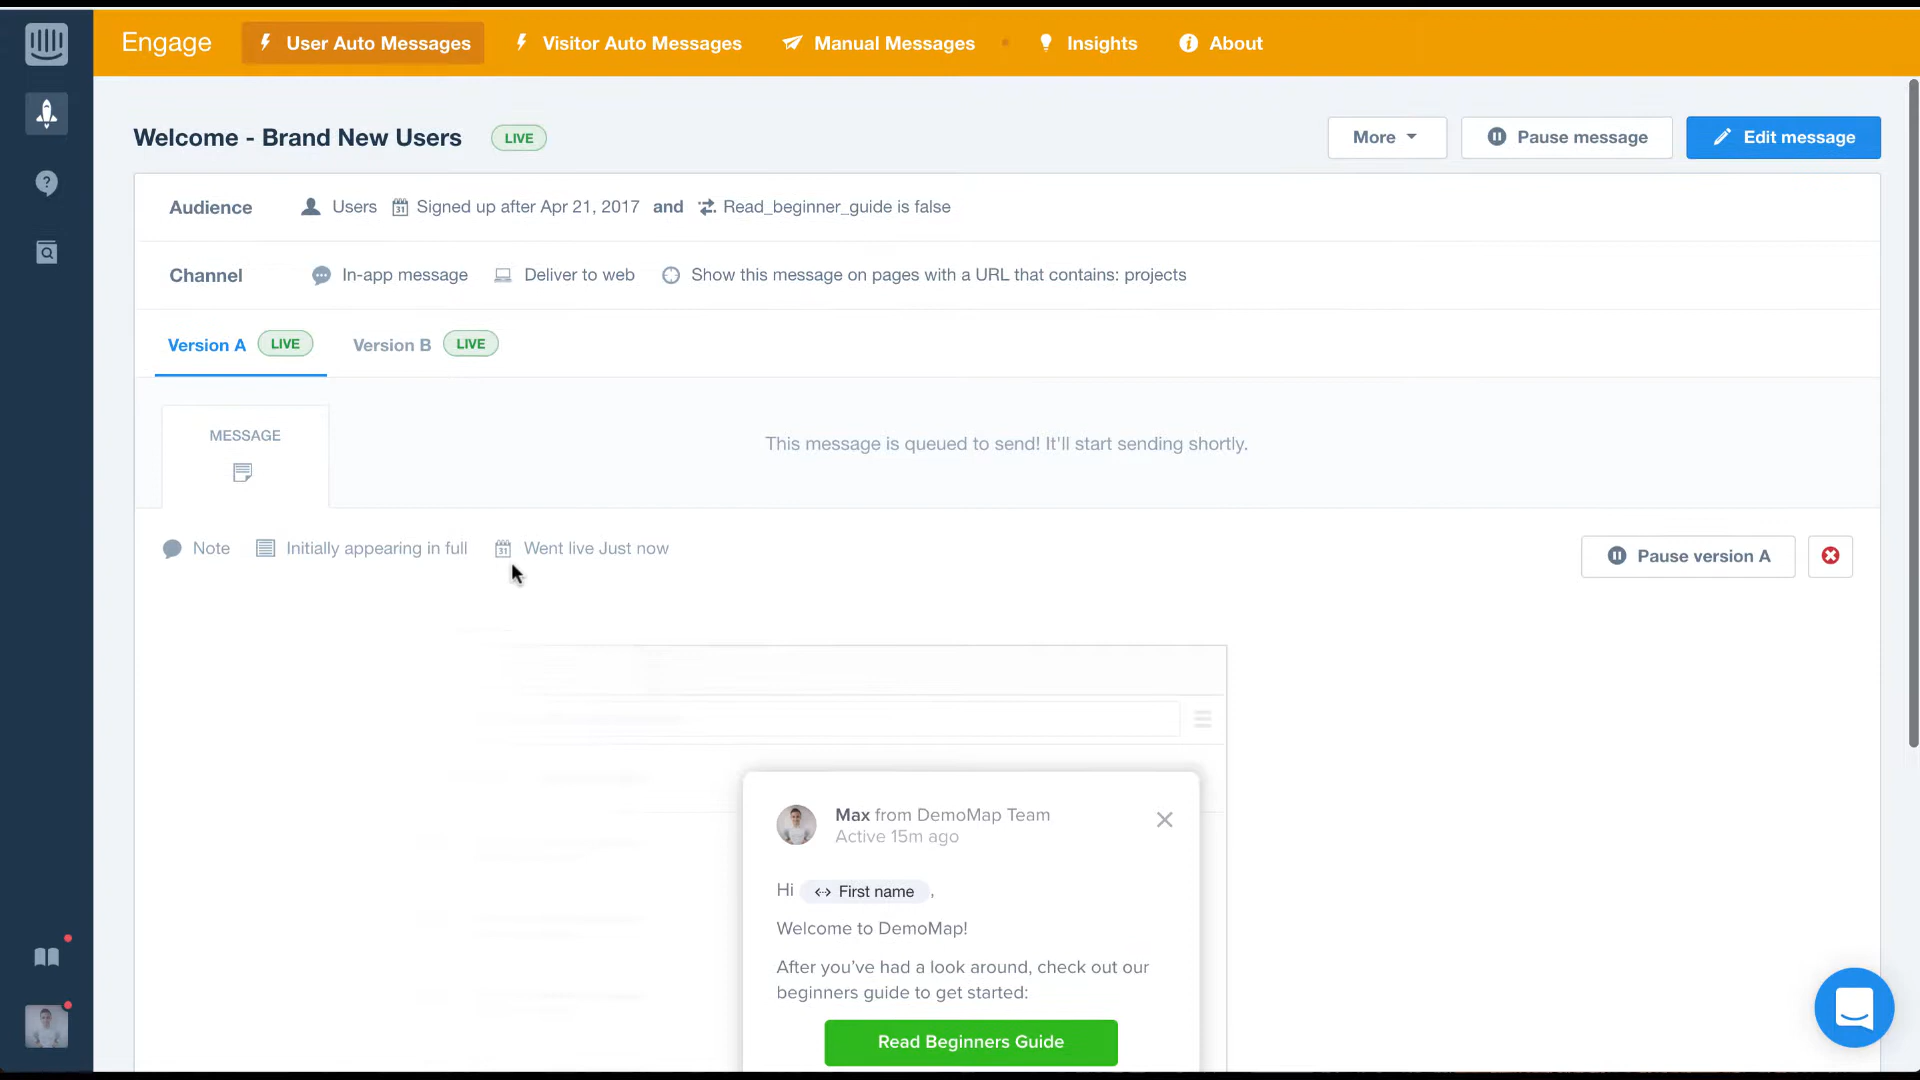 Engage
User Auto Messages
Visitor Auto Messages
Manual Messages
Insights
About
Welcome - Brand New Users
LIVE
More
Pause message
Edit message
Audience
Users
31
Signed up after Apr 21, 2017 and
Read_beginner_guide is false
Channel
In-app message
Deliver to web
Show this message on pages with a URL that contains: projects
Version A
LIVE
Version B
LIVE
MESSAGE
This message is queued to send! It'll start sending shortly.
Note
Initially appearing in full
31
Went live Just now
Pause version A
Max from DemoMap Team
Active 15m ago
Hi First name ,
Welcome to DemoMap!
After you've had a look around, check out our
beginners guide to get started:
Read Beginners Guide